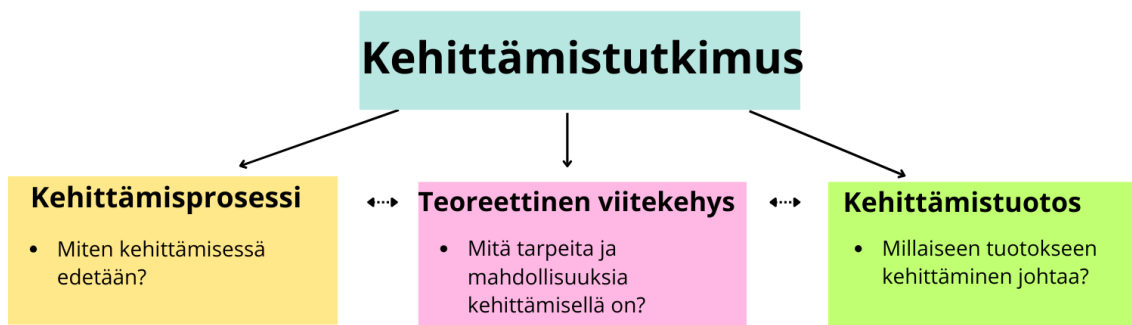 Kehittämistutkimus
Kehittämisprosessi
• Miten kehittämisessä
edetään?
Teoreettinen viitekehys
• Mitä tarpeita ja
mahdollisuuksia
kehittämisellä on?
Kehittämistuotos
• Millaiseen tuotokseen
kehittäminen johtaa?